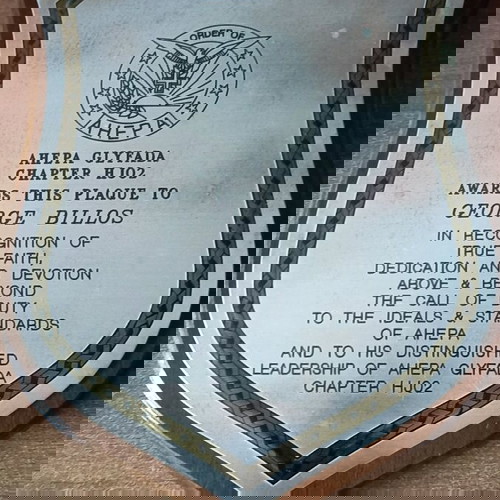 ORDER OF
AHEPA
AHEPA GLYFADA
CHAPTER HJ02
AWARDS THIS PLAQUE TO
GEORGE BILLIOS
IN RECOGNITION OF
TRUE FAITH,
DEDICATION AND DEVOTION
ABOVE & BEYOND
THE CALL OF DUTY
TO THE IDEALS & STANDARDS
OF AHEPA
AND TO THIS DISTINGUISHED
LEADERSHIP OF AHEPA GLYFADA
CHAPTER HJ02